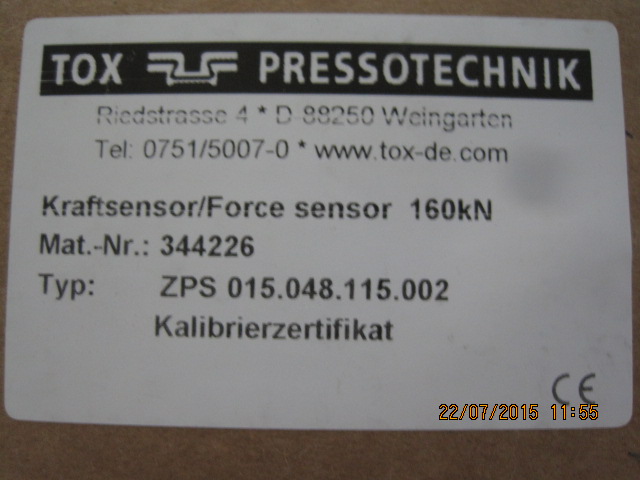 TOX PRESSOTECHNIK
Riedstrasse 4 * D-88250 Weingarten
Tel: 0751/5007-0 * www.tox-de.com
Kraftsensor/Force sensor 160kN
Mat.-Nr.: 344226
Typ: ZPS 015.048.115.002
Kalibrierzertifikat
CE
22/07/2015 11:55